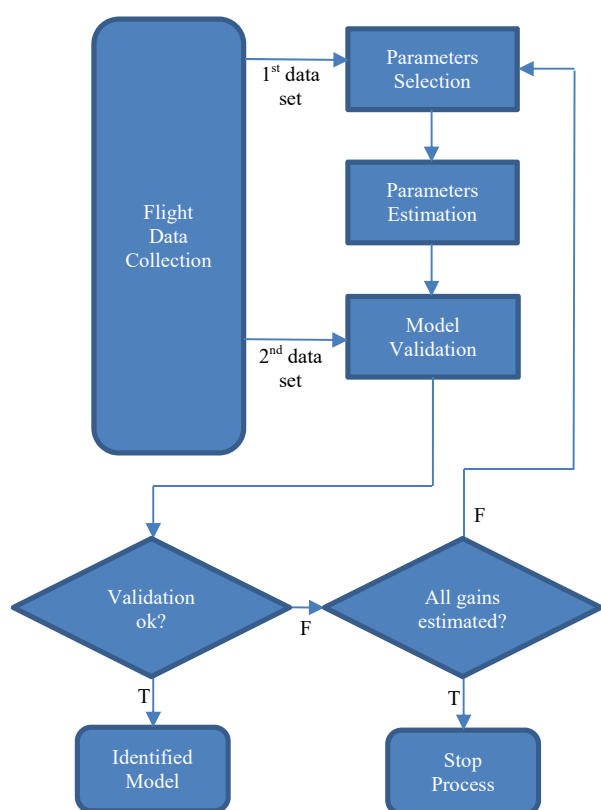 Parameters
Selection
1st data
set
Parameters
Estimation
Flight
Data
Collection
Model
Validation
2nd data
set
F
Validation
ok?
F
All gains
estimated?
T
T
Identified
Model
Stop
Process